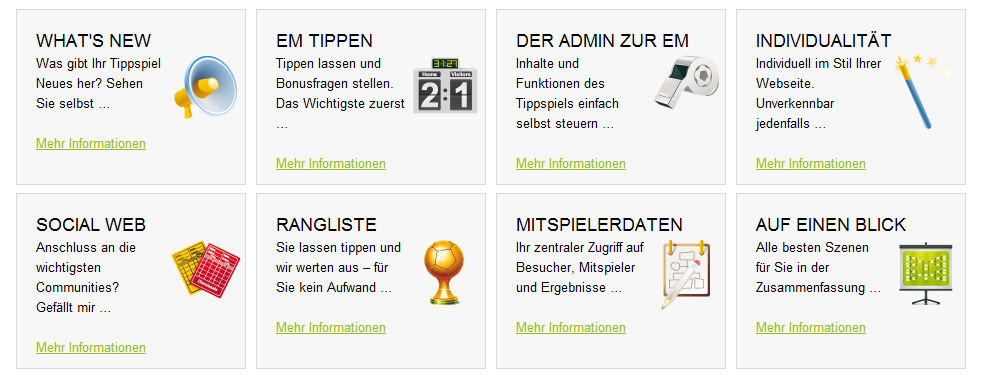 WHAT'S NEW
Was gibt Ihr Tippspiel
Neues her? Sehen
Sie selbst ...
Mehr Informationen
EM TIPPEN
Tippen lassen und
Bonusfragen stellen.
Das Wichtigste zuerst
...
31:27
Home Visitors
2:1
Mehr Informationen
DER ADMIN ZUR EM
Inhalte und
Funktionen des
Tippspiels einfach
selbst steuern ...
Mehr Informationen
INDIVIDUALITÄT
Individuell im Stil Ihrer
Webseite.
Unverkennbar
jedenfalls ...
Mehr Informationen
SOCIAL WEB
Anschluss an die
wichtigsten
Communities?
Gefällt mir ...
Mehr Informationen
RANGLISTE
Sie lassen tippen und
wir werten aus – für
Sie kein Aufwand ...
Mehr Informationen
MITSPIELERDATEN
Ihr zentraler Zugriff auf
Besucher, Mitspieler
und Ergebnisse ...
Mehr Informationen
AUF EINEN BLICK
Alle besten Szenen
für Sie in der
Zusammenfassung ...
Mehr Informationen